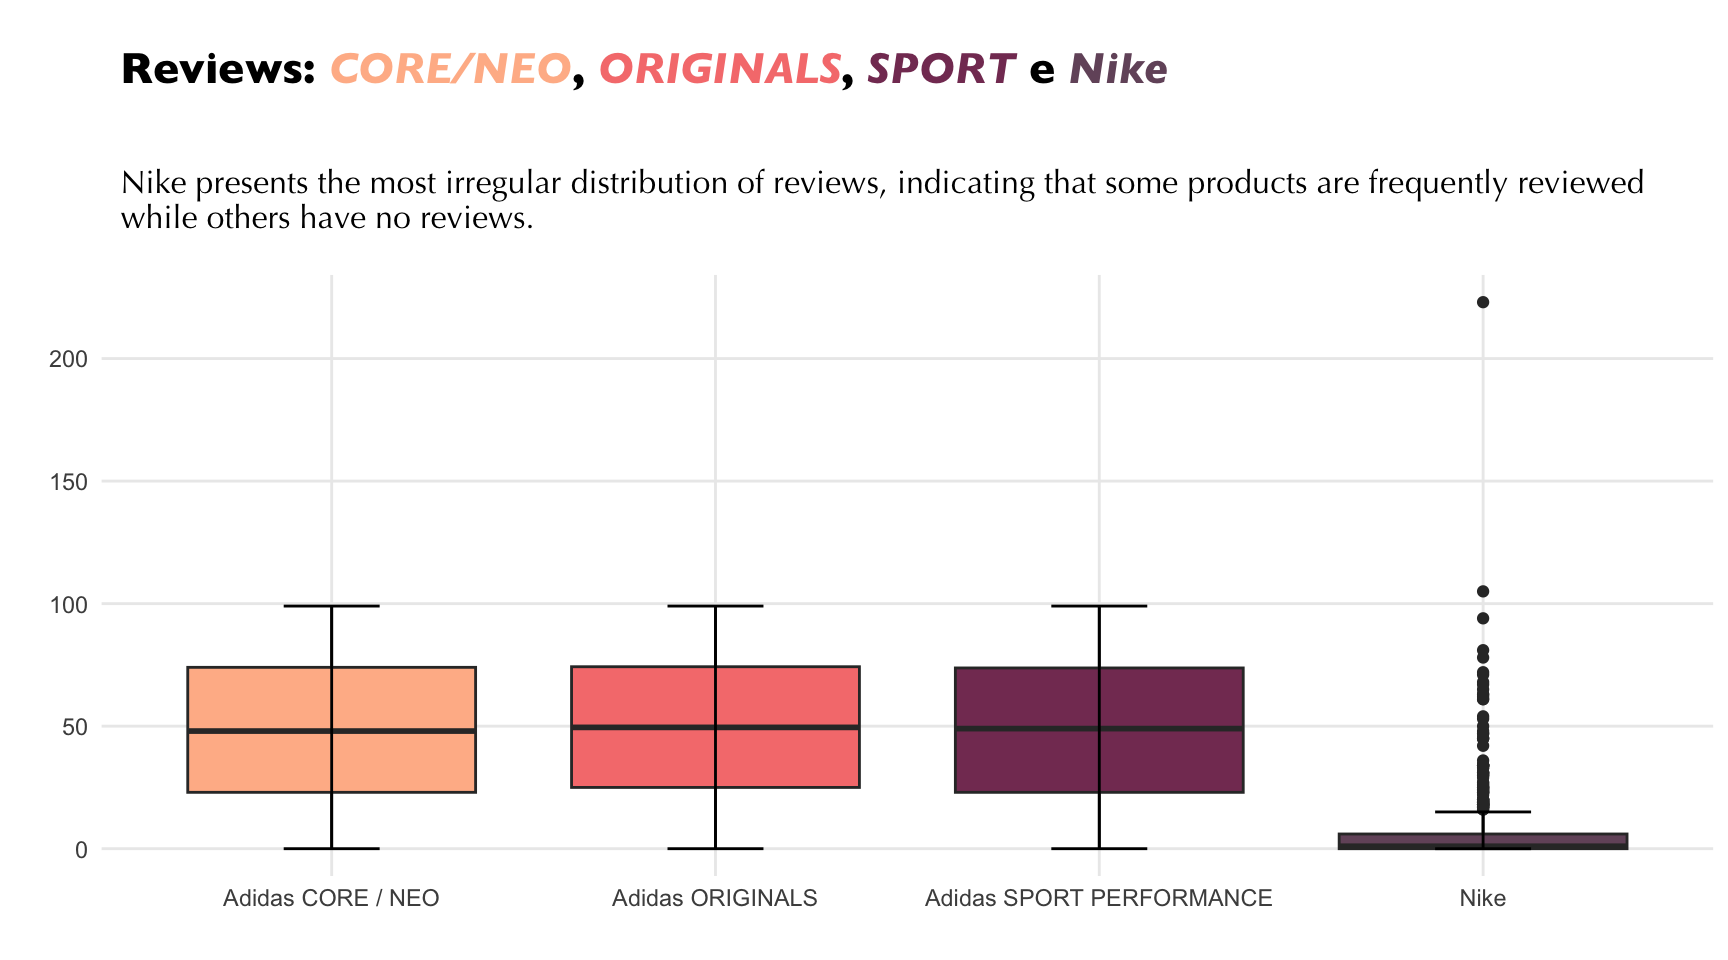 Reviews: CORE/NEO, ORIGINALS, SPORT e Nike
Nike presents the most irregular distribution of reviews, indicating that some products are frequently reviewed
while others have no reviews.
200
150
100
50
0
Adidas CORE / NEO
Adidas ORIGINALS
Adidas SPORT PERFORMANCE
Nike